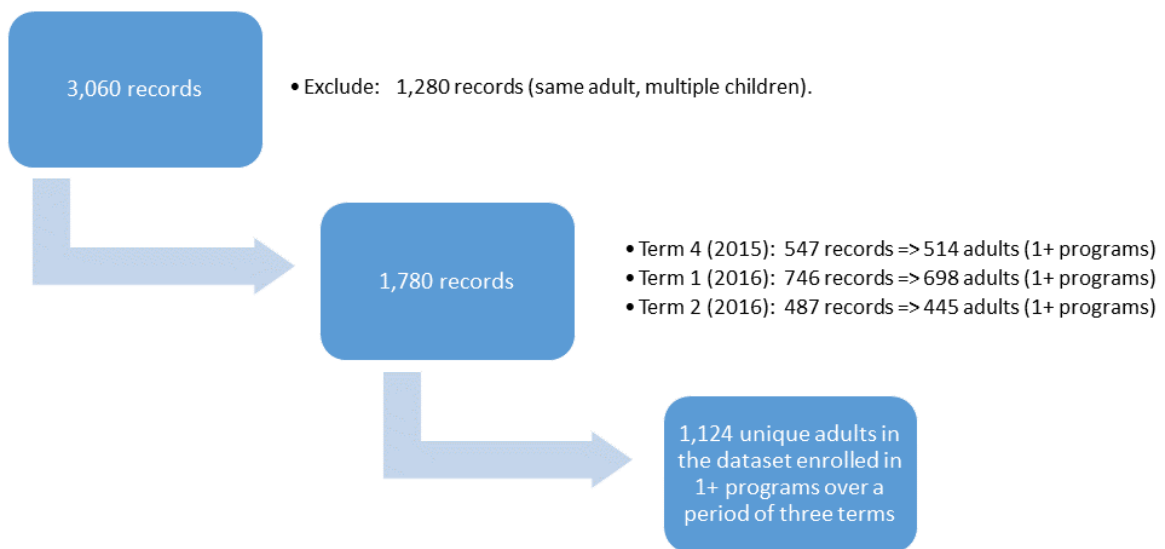 3,060 records
• Exclude: 1,280 records (same adult, multiple children).
1,780 records
• Term 4 (2015): 547 records => 514 adults (1+ programs)
• Term 1 (2016): 746 records => 698 adults (1+ programs)
• Term 2 (2016): 487 records => 445 adults (1+ programs)
1,124 unique adults in
the dataset enrolled in
1+ programs over a
period of three terms